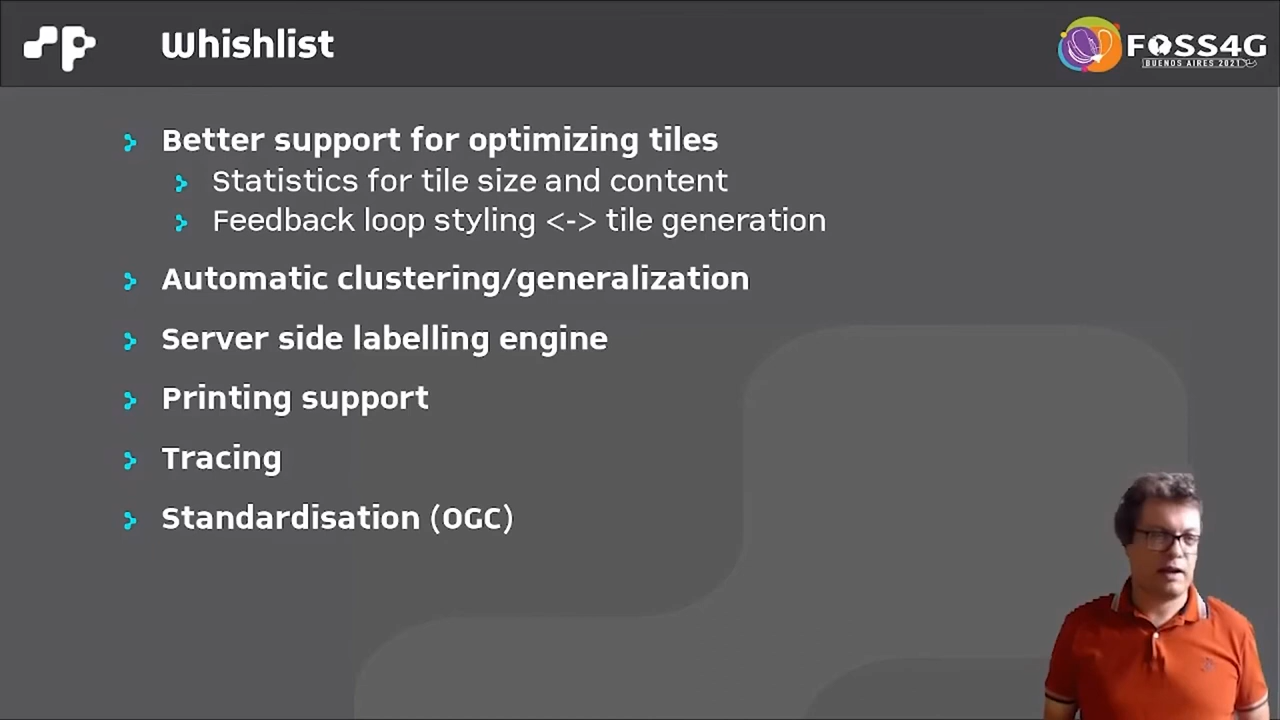 Whishlist
FOSS4G
BUENOS AIRES 2021
Better support for optimizing tiles
Statistics for tile size and content
Feedback loop styling <-> tile generation
Automatic clustering/generalization
Server side labelling engine
Printing support
Tracing
Standardisation (OGC)